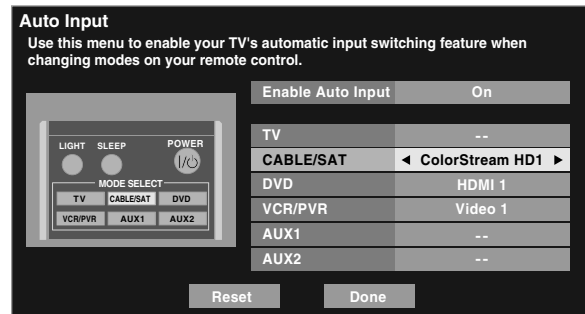 Auto Input
Use this menu to enable your TV's automatic input switching feature when
changing modes on your remote control.
Enable Auto Input On
LIGHT SLEEP POWER
MODE SELECT
TV CABLE/SAT DVD
VCR/PVR AUX1 AUX2
TV --
CABLE/SAT ◀ ColorStream HD1 ▶
DVD HDMI 1
VCR/PVR Video 1
AUX1 --
AUX2 --
Reset Done